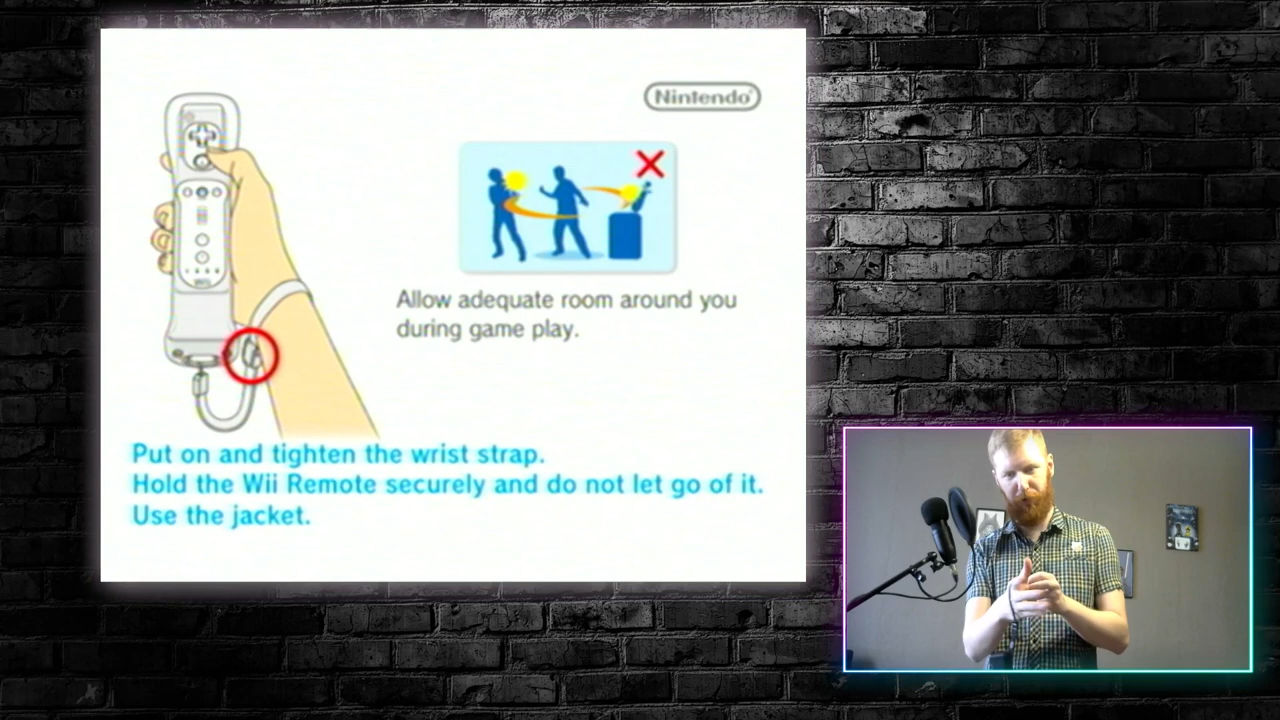 Nintendo
Allow adequate room around you
during game play.
Put on and tighten the wrist strap.
Hold the Wii Remote securely and do not let go of it.
Use the jacket.